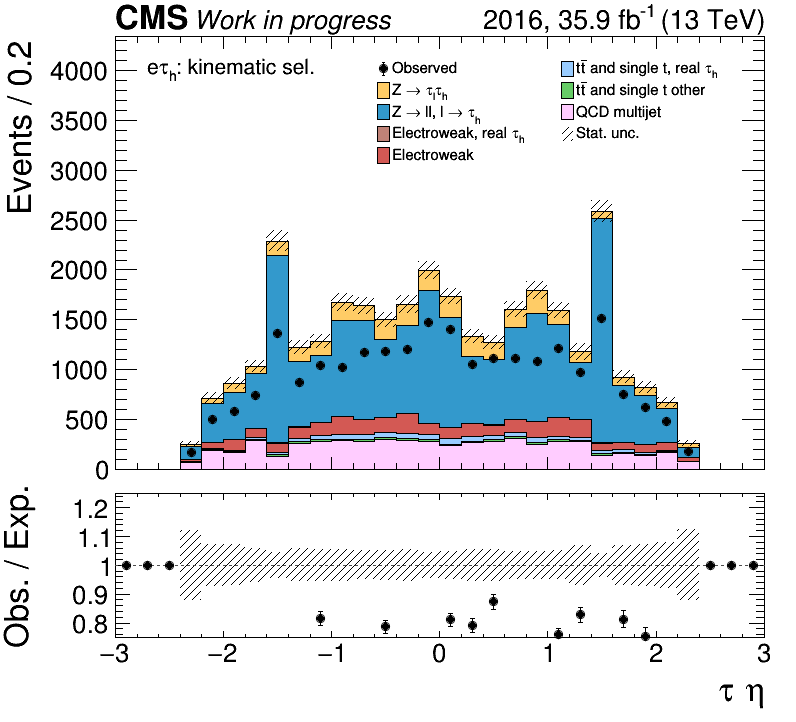 CMS Work in progress 2016, 35.9 fb⁻¹ (13 TeV)
eτₕ: kinematic sel.
Observed
Z → τₗτₕ
Z → ll, l → τₕ
Electroweak, real τₕ
Electroweak
tt̄ and single t, real τₕ
tt̄ and single t other
QCD multijet
Stat. unc.
Events / 0.2
4000
3500
3000
2500
2000
1500
1000
500
0
Obs. / Exp.
1.2
1.1
1
0.9
0.8
−3 −2 −1 0 1 2 3
τ η